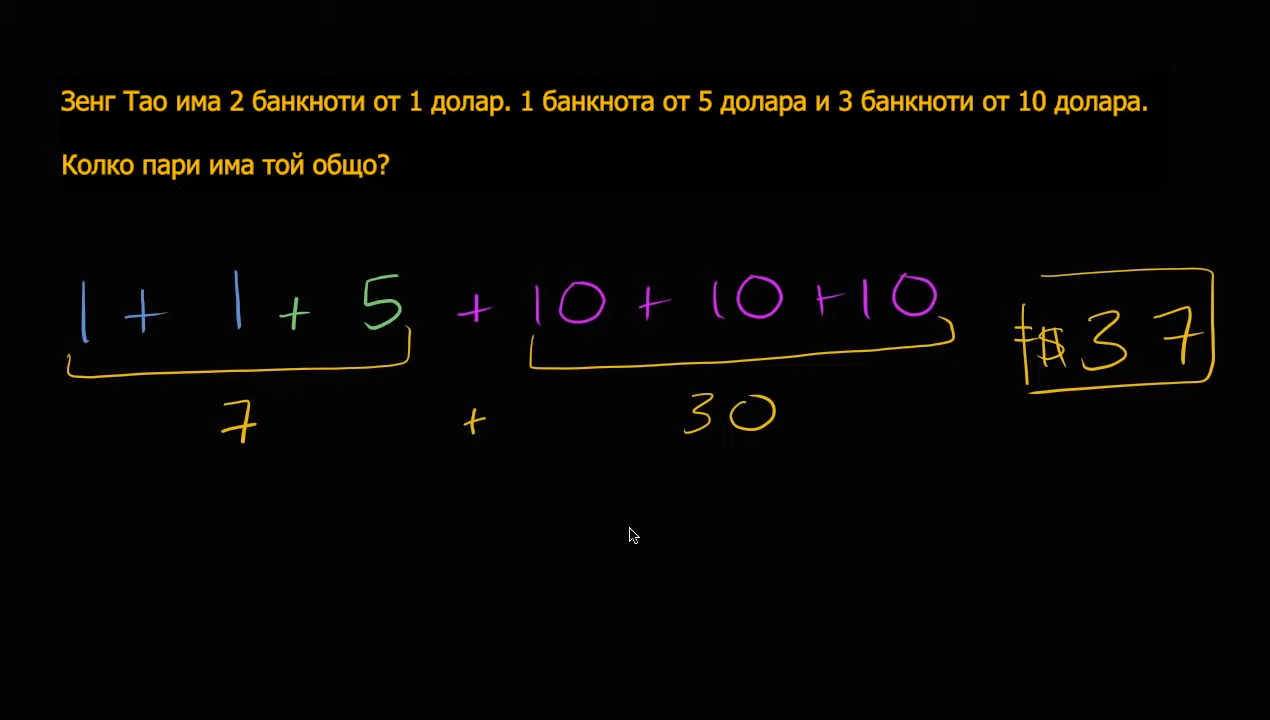 Зенг Тао има 2 банкноти от 1 долар. 1 банкнота от 5 долара и 3 банкноти от 10 долара.
Колко пари има той общо?
1 + 1 + 5 + 10 + 10 + 10
$37
7 + 30